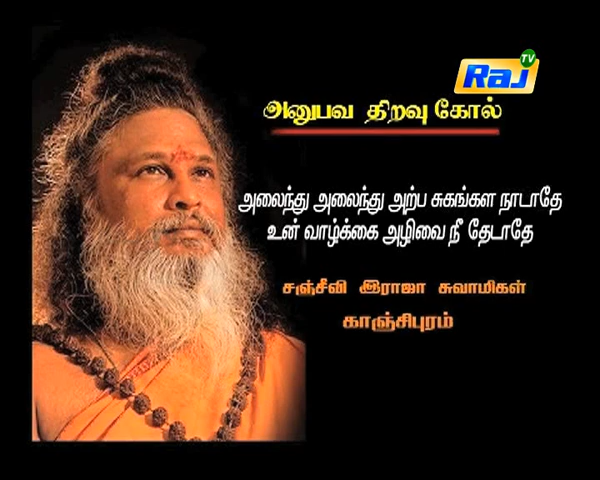 Raj TV
அனுபவ திறவு கோல்
அலைந்து அலைந்து அற்ப சுகங்கள நாடாதே
உன் வாழ்க்கை அழிவை நீ தேடாதே
சஞ்சீவி இராஜா சுவாமிகள்
காஞ்சிபுரம்